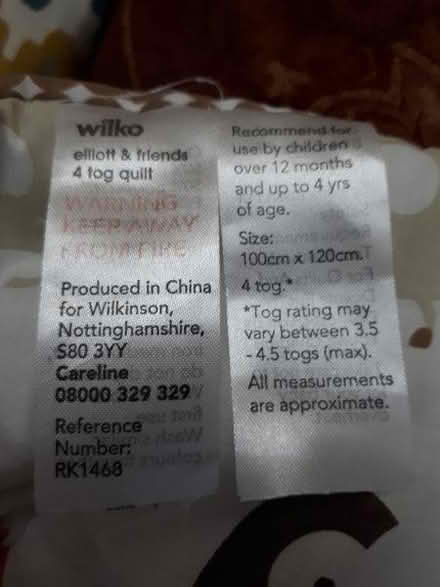 wilko
elliott & friends
4 tog quilt
WARNING
KEEP AWAY
FROM FIRE
Produced in China
for Wilkinson,
Nottinghamshire,
S80 3YY
Careline
08000 329 329
Reference
Number:
RK1468
Recommend for
use by children
over 12 months
and up to 4 yrs
of age.
Size:
100cm x 120cm.
4 tog.*
*Tog rating may
vary between 3.5
- 4.5 togs (max).
All measurements
are approximate.